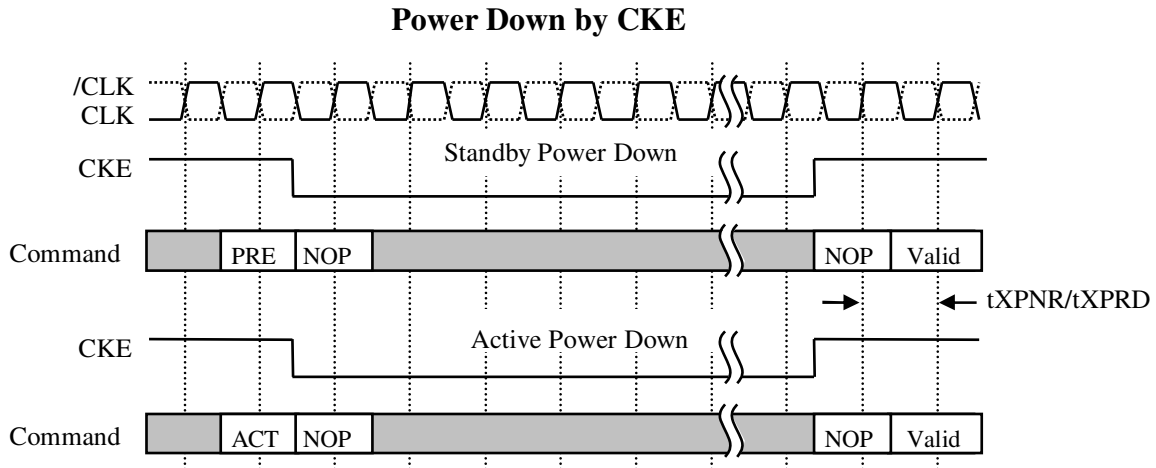 Power Down by CKE
/CLK
CLK
Standby Power Down
CKE
Command PRE NOP NOP Valid
tXPNR/tXPRD
Active Power Down
CKE
Command ACT NOP NOP Valid